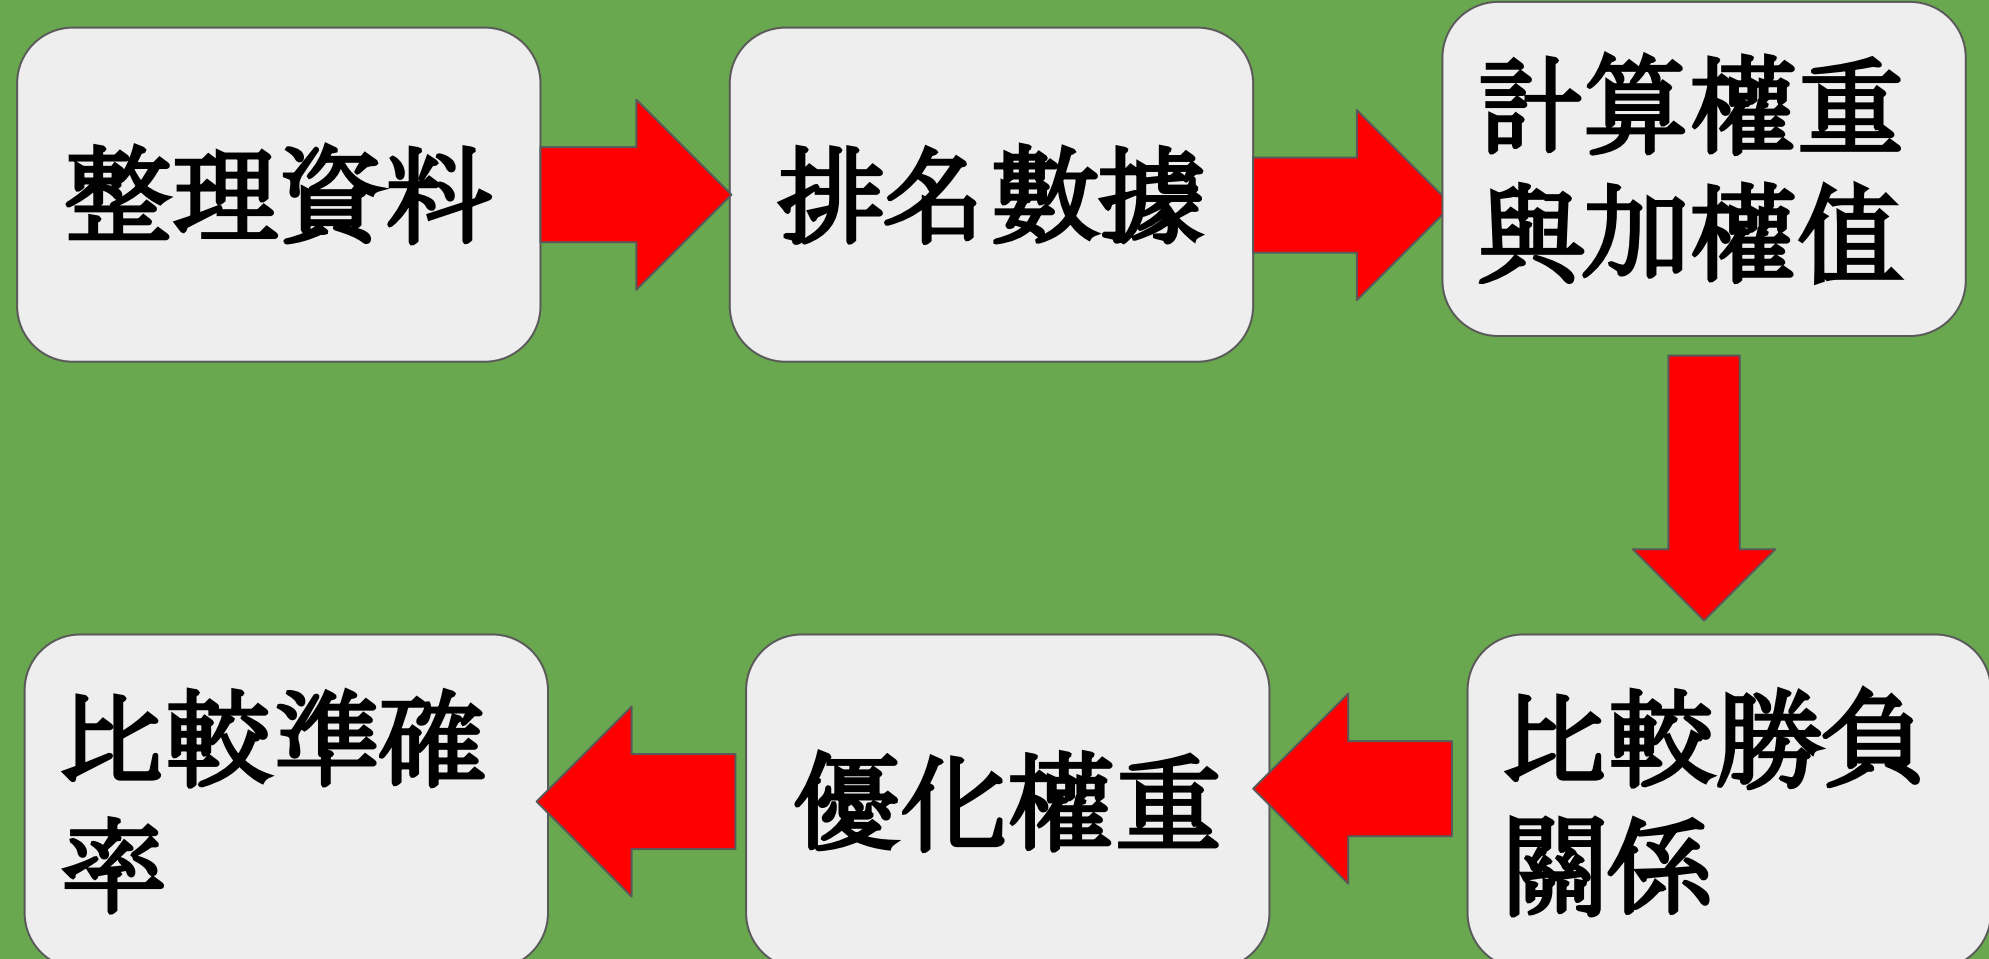 整理資料
排名數據
計算權重
與加權值
比較勝負
關係
優化權重
比較準確
率